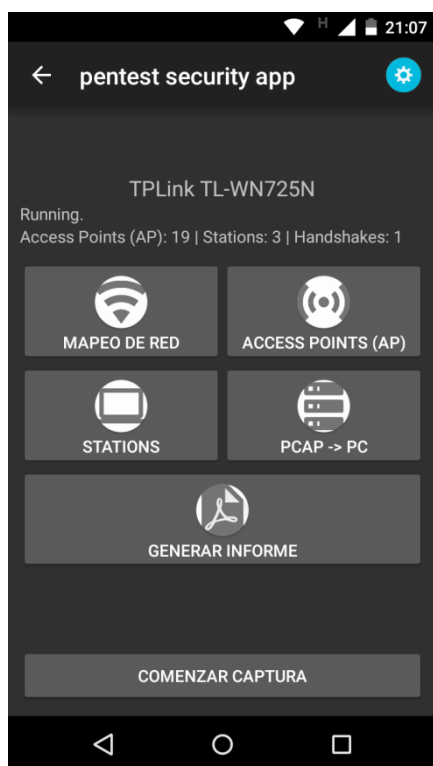 H 21:07
pentest security app
TPLink TL-WN725N
Running.
Access Points (AP): 19 | Stations: 3 | Handshakes: 1
MAPEO DE RED
ACCESS POINTS (AP)
STATIONS
PCAP -> PC
GENERAR INFORME
COMENZAR CAPTURA